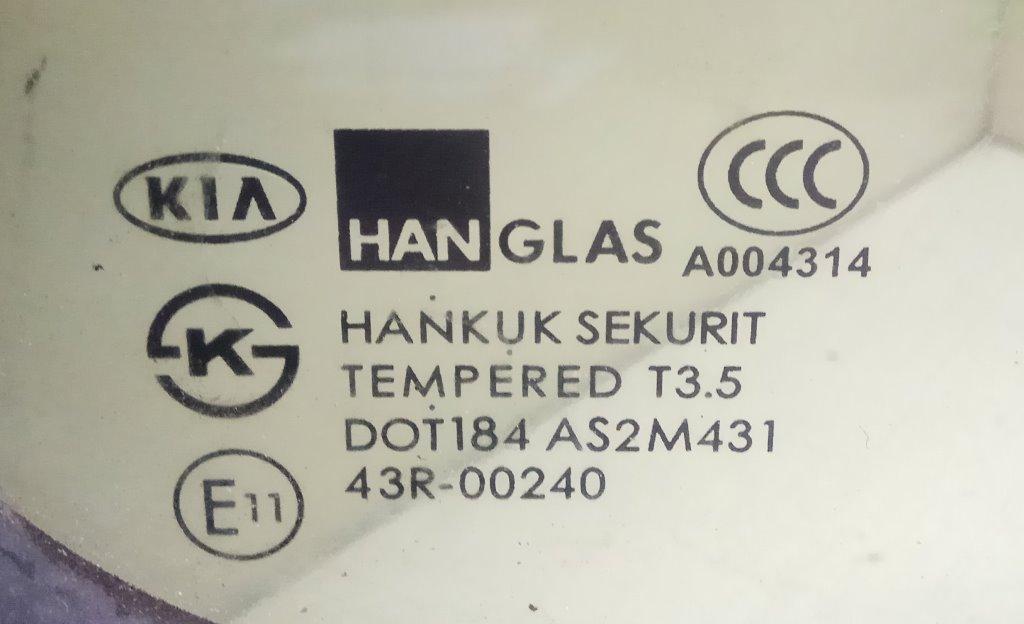 KIA
HANGLAS
CCC
A004314
K
HANKUK SEKURIT
TEMPERED T3.5
DOT184 AS2M431
E11
43R-00240